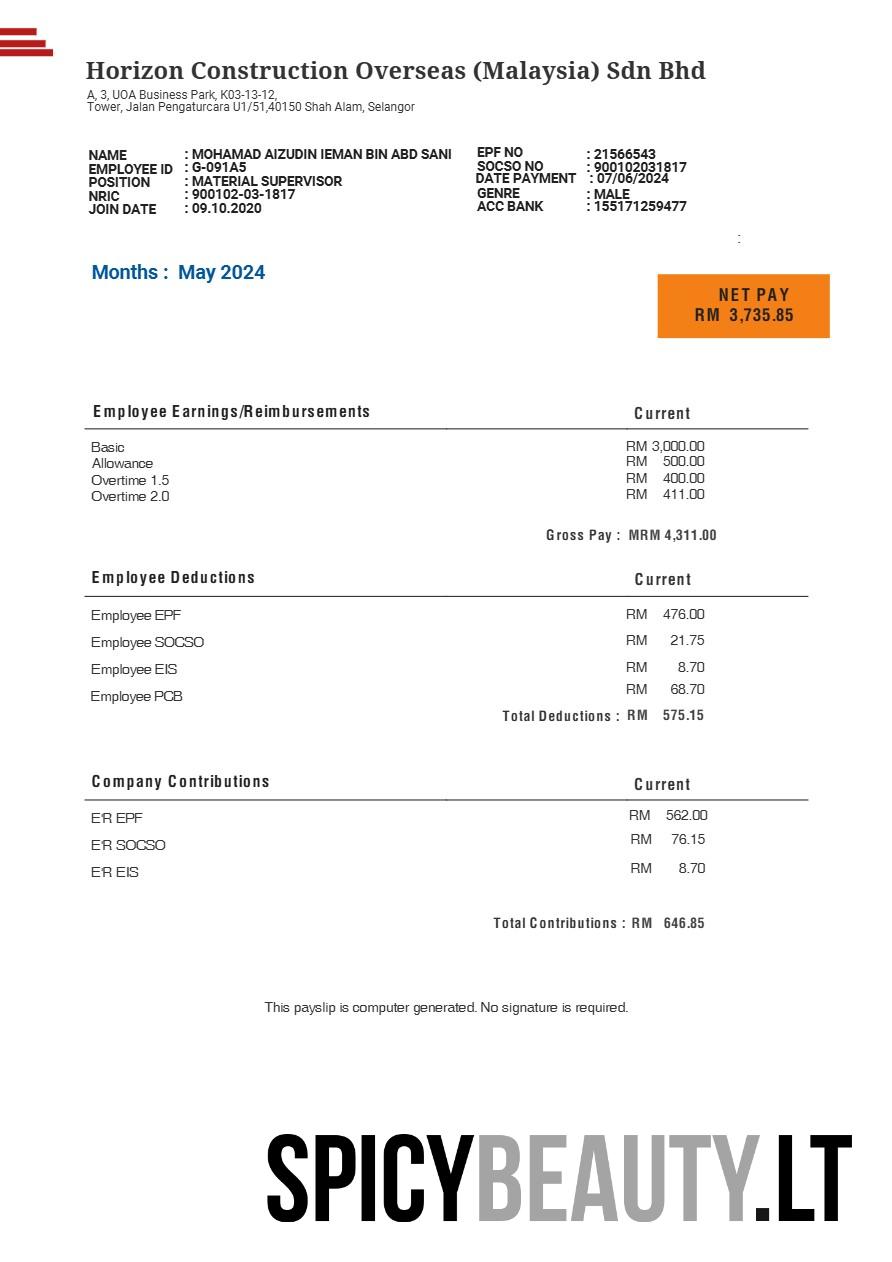 Horizon Construction Overseas (Malaysia) Sdn Bhd
A, 3, UOA Business Park, K03-13-12,
Tower, Jalan Pengaturcara U1/51,40150 Shah Alam, Selangor
NAME : MOHAMAD AIZUDIN IEMAN BIN ABD SANI
EMPLOYEE ID : G-091A5
POSITION : MATERIAL SUPERVISOR
NRIC : 900102-03-1817
JOIN DATE : 09.10.2020
EPF NO : 21566543
SOCSO NO : 900102031817
DATE PAYMENT : 07/06/2024
GENRE : MALE
ACC BANK : 155171259477
:
Months : May 2024
NET PAY
RM 3,735.85
Employee Earnings/Reimbursements Current
Basic RM 3,000.00
Allowance RM 500.00
Overtime 1.5 RM 400.00
Overtime 2.0 RM 411.00
Gross Pay : MRM 4,311.00
Employee Deductions Current
Employee EPF RM 476.00
Employee SOCSO RM 21.75
Employee EIS RM 8.70
Employee PCB RM 68.70
Total Deductions : RM 575.15
Company Contributions Current
E'R EPF RM 562.00
E'R SOCSO RM 76.15
E'R EIS RM 8.70
Total Contributions : RM 646.85
This payslip is computer generated. No signature is required.
SPICYBEAUTY.LT